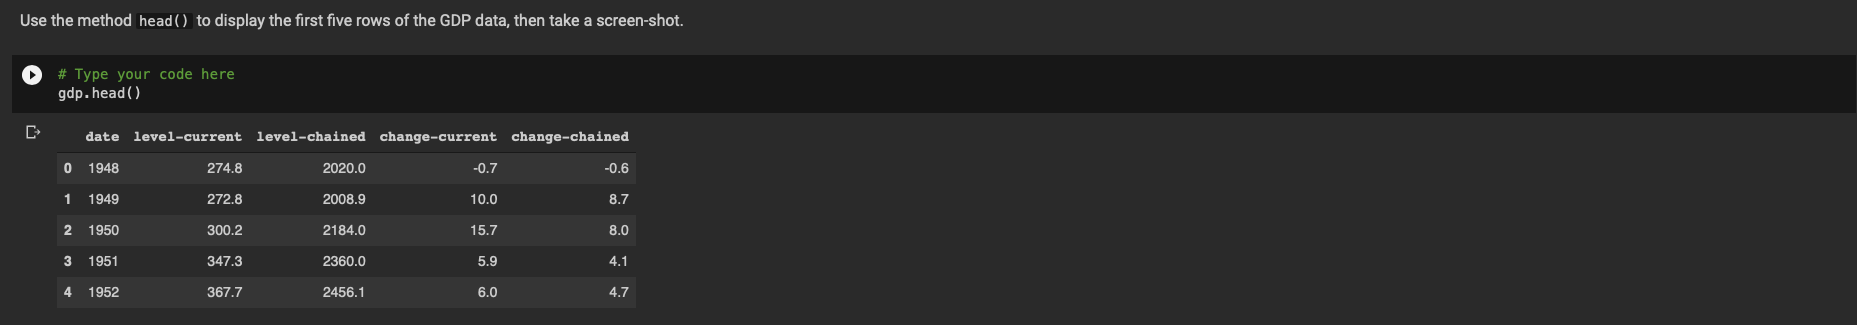 Use the method head() to display the first five rows of the GDP data, then take a screen-shot.
# Type your code here
gdp.head()
date level-current level-chained change-current change-chained
0 1948 274.8 2020.0 -0.7 -0.6
1 1949 272.8 2008.9 10.0 8.7
2 1950 300.2 2184.0 15.7 8.0
3 1951 347.3 2360.0 5.9 4.1
4 1952 367.7 2456.1 6.0 4.7